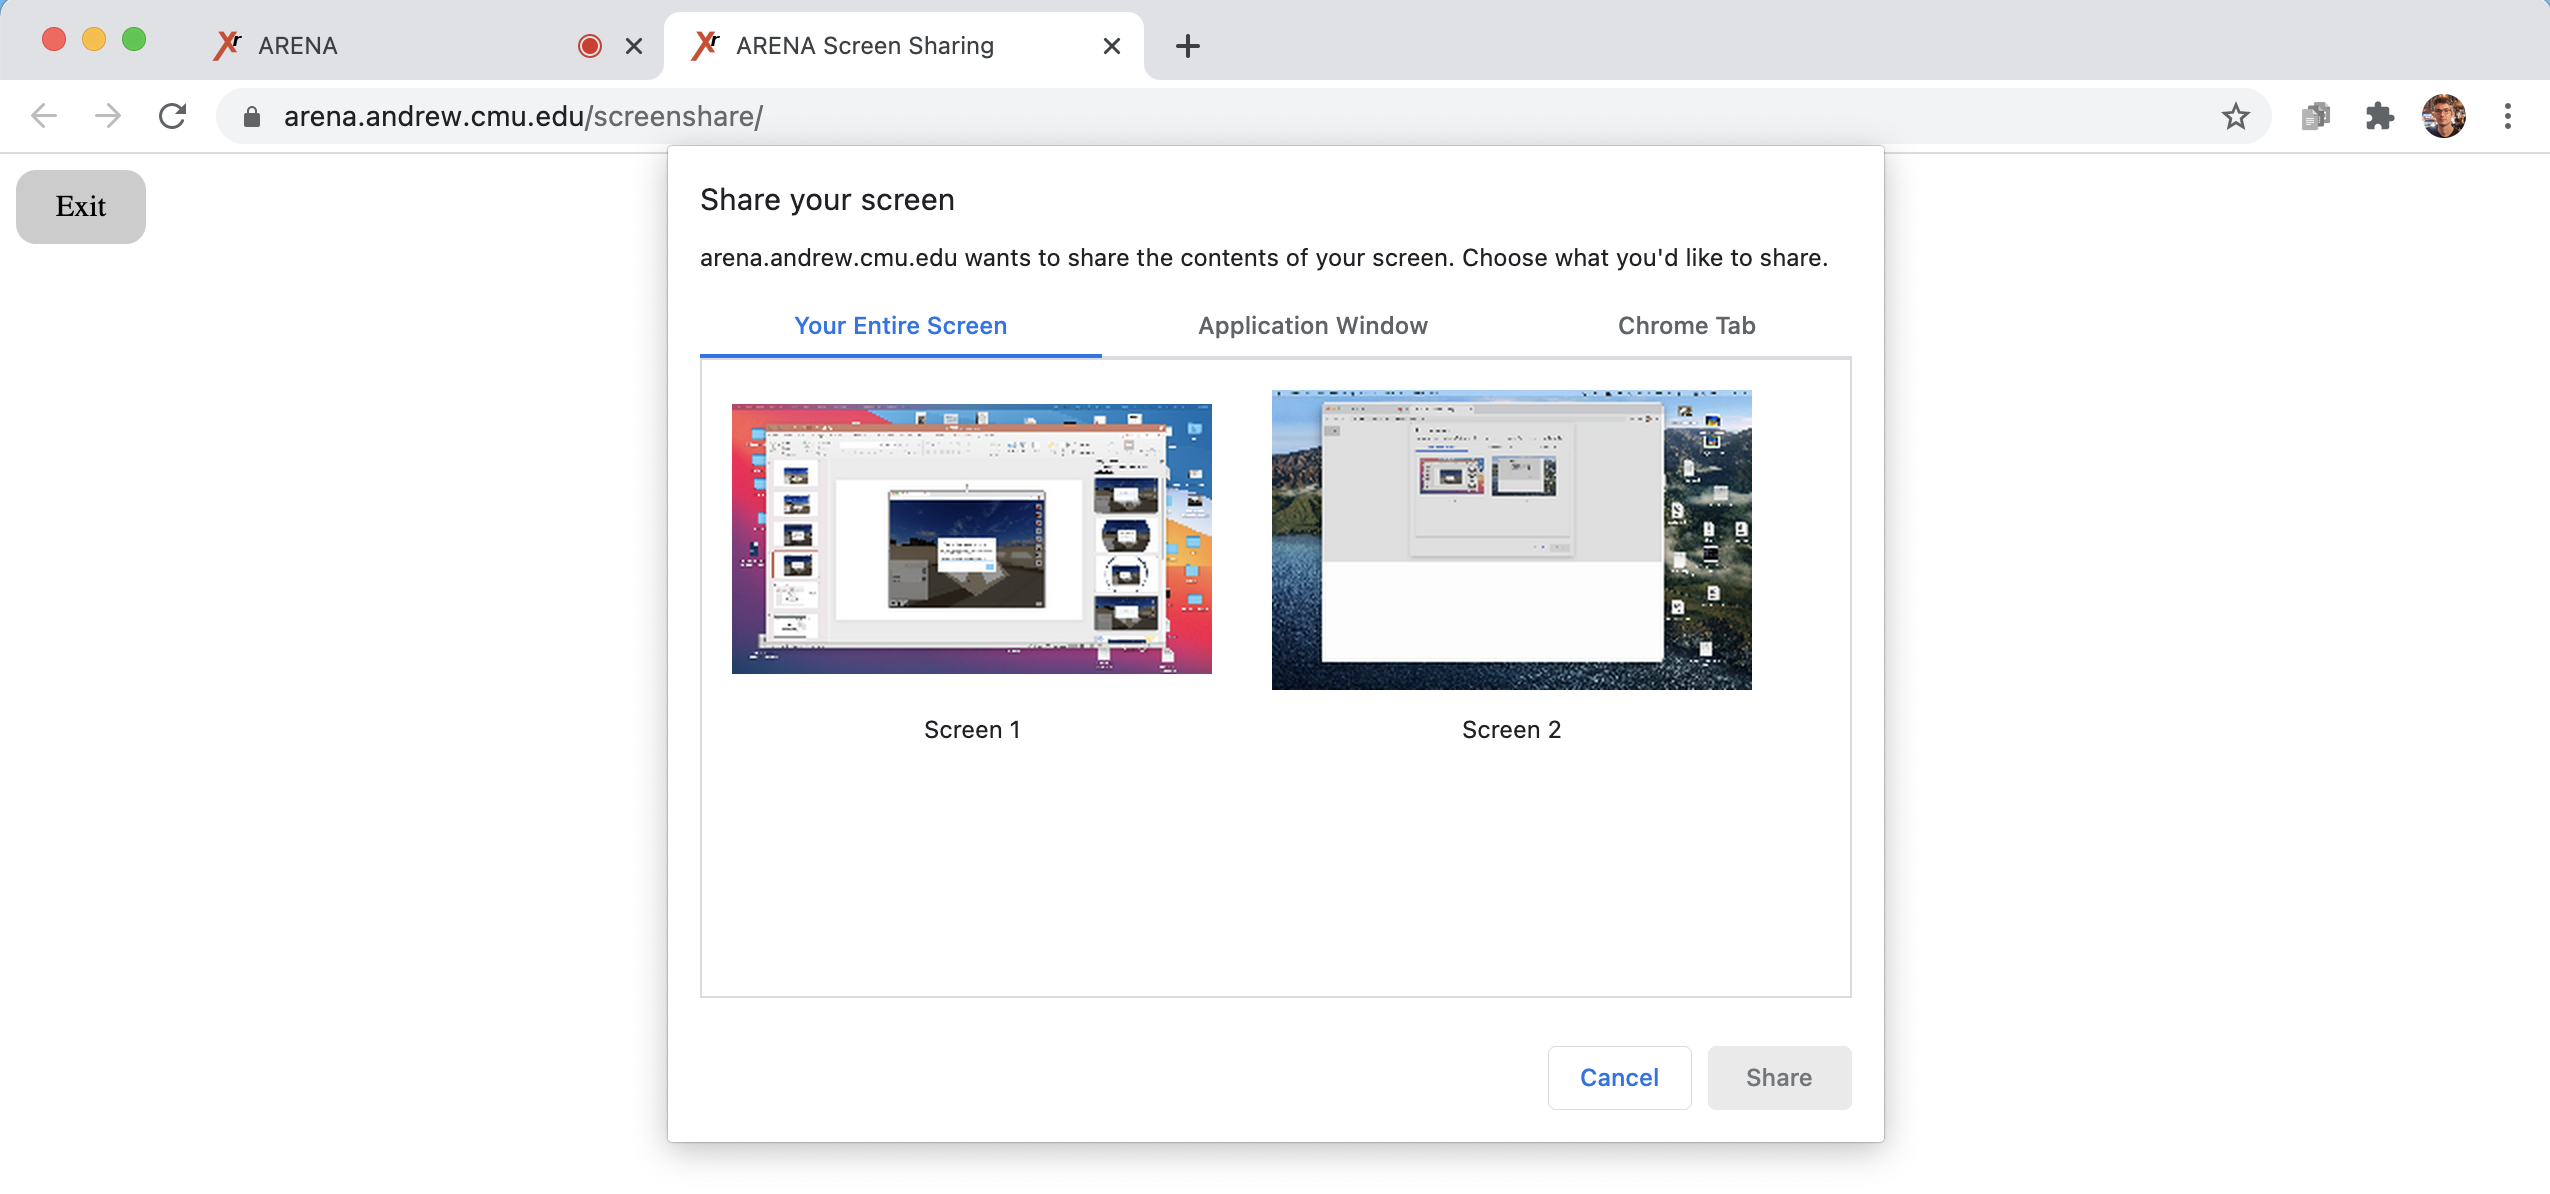 ARENA
ARENA Screen Sharing
arena.andrew.cmu.edu/screenshare/
Exit
Share your screen
arena.andrew.cmu.edu wants to share the contents of your screen. Choose what you'd like to share.
Your Entire Screen
Application Window
Chrome Tab
Screen 1
Screen 2
Cancel
Share